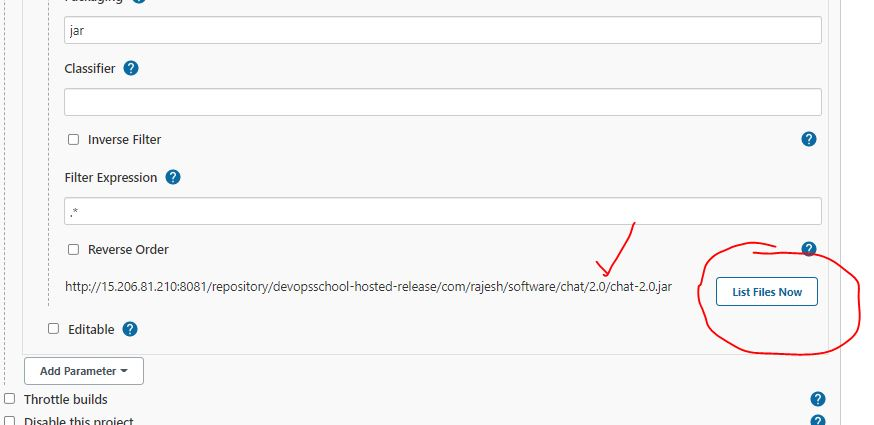 Packaging ?
jar
Classifier ?
Inverse Filter ?
Filter Expression ?
.*
Reverse Order ?
http://15.206.81.210:8081/repository/devopsschool-hosted-release/com/rajesh/software/chat/2.0/chat-2.0.jar List Files Now
Editable ?
Add Parameter
Throttle builds ?
Disable this project ?